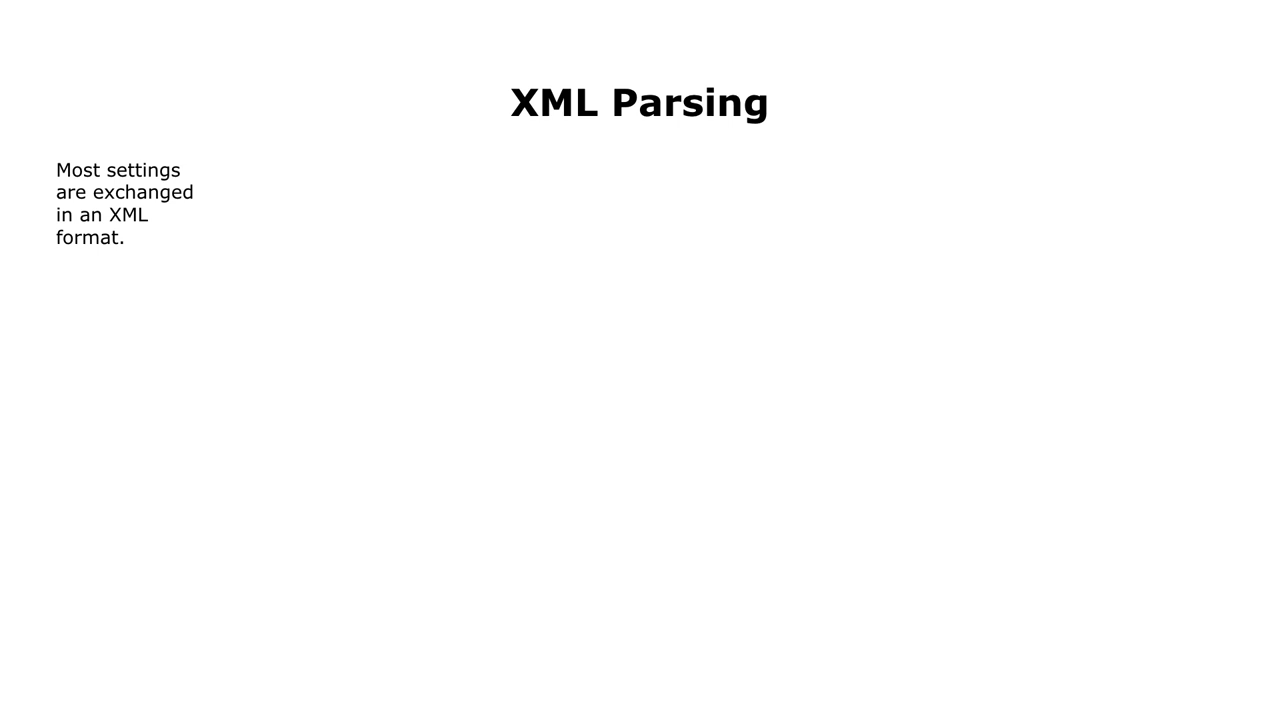 XML Parsing
Most settings
are exchanged
in an XML
format.